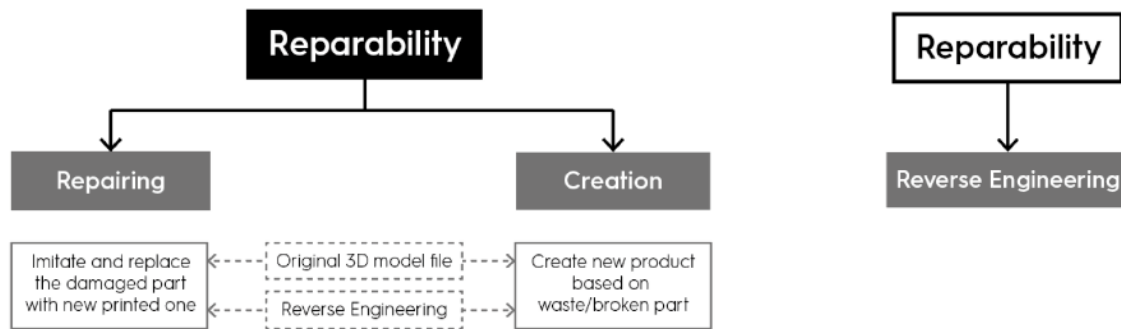 Reparability
Repairing
Creation
Imitate and replace
the damaged part
with new printed one
Original 3D model file
Reverse Engineering
Create new product
based on
waste/broken part
Reparability
Reverse Engineering